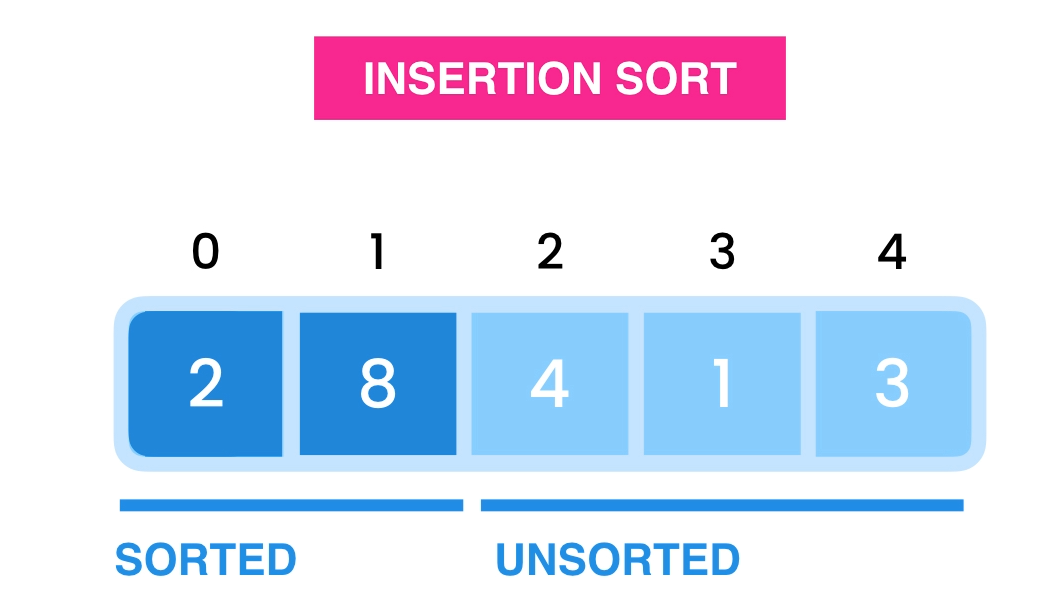 INSERTION SORT
0 1 2 3 4
2 8 4 1 3
SORTED UNSORTED